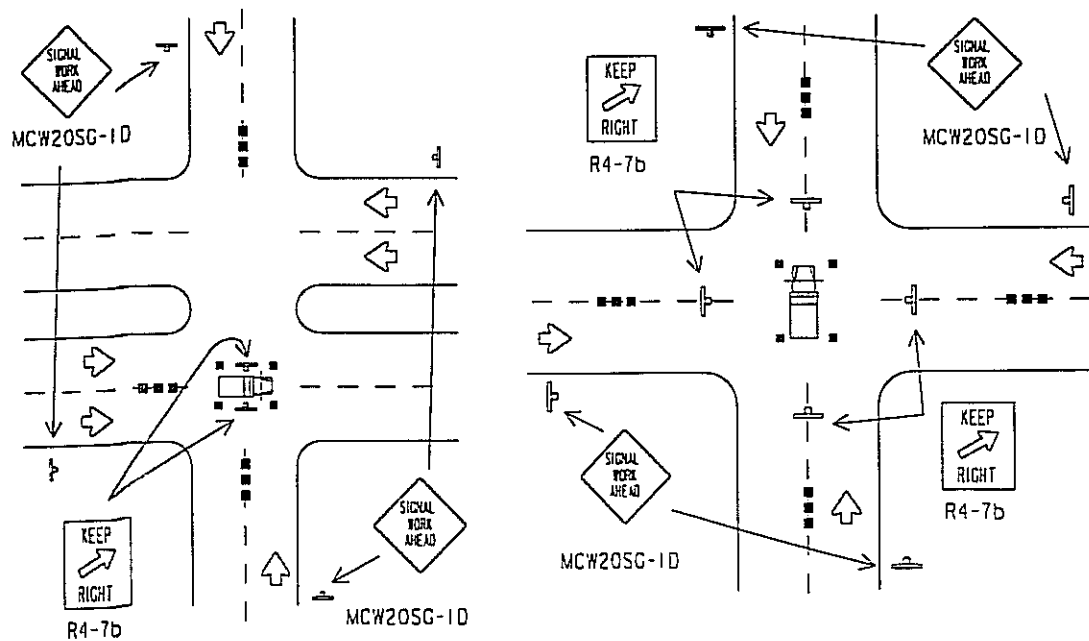 SIGNAL
WORK
AHEAD
MCW20SG-1D
KEEP
RIGHT
R4-7b
SIGNAL
WORK
AHEAD
MCW20SG-1D
KEEP
RIGHT
R4-7b
SIGNAL
WORK
AHEAD
MCW20SG-1D
SIGNAL
WORK
AHEAD
MCW20SG-1D
KEEP
RIGHT
R4-7b